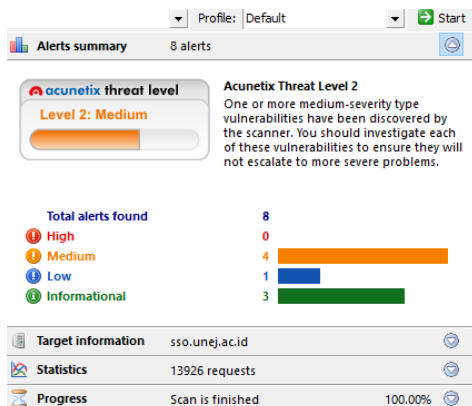 Profile: Default Start
Alerts summary 8 alerts
acunetix threat level
Level 2: Medium
Acunetix Threat Level 2
One or more medium-severity type
vulnerabilities have been discovered by
the scanner. You should investigate each
of these vulnerabilities to ensure they will
not escalate to more severe problems.
Total alerts found 8
High 0
Medium 4
Low 1
Informational 3
Target information sso.unej.ac.id
Statistics 13926 requests
Progress Scan is finished 100.00%